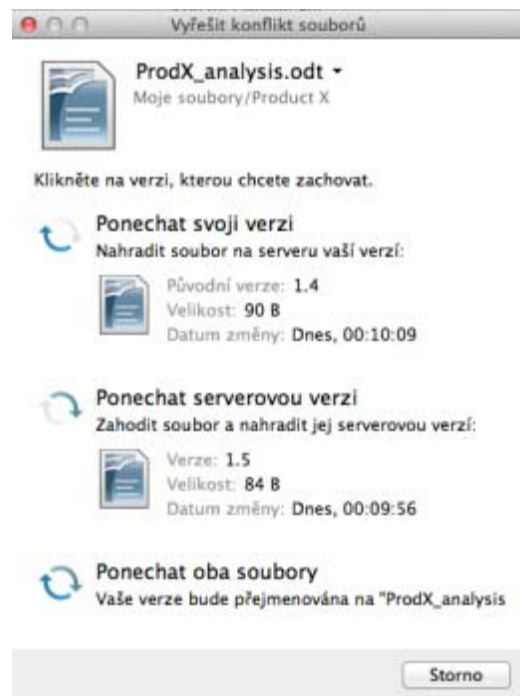 Vyřešit konflikt souborů
ProdX_analysis.odt
Moje soubory/Product X
Klikněte na verzi, kterou chcete zachovat.
Ponechat svoji verzi
Nahradit soubor na serveru vaší verzí:
Původní verze: 1.4
Velikost: 90 B
Datum změny: Dnes, 00:10:09
Ponechat serverovou verzi
Zahodit soubor a nahradit jej serverovou verzí:
Verze: 1.5
Velikost: 84 B
Datum změny: Dnes, 00:09:56
Ponechat oba soubory
Vaše verze bude přejmenována na "ProdX_analysis
Storno